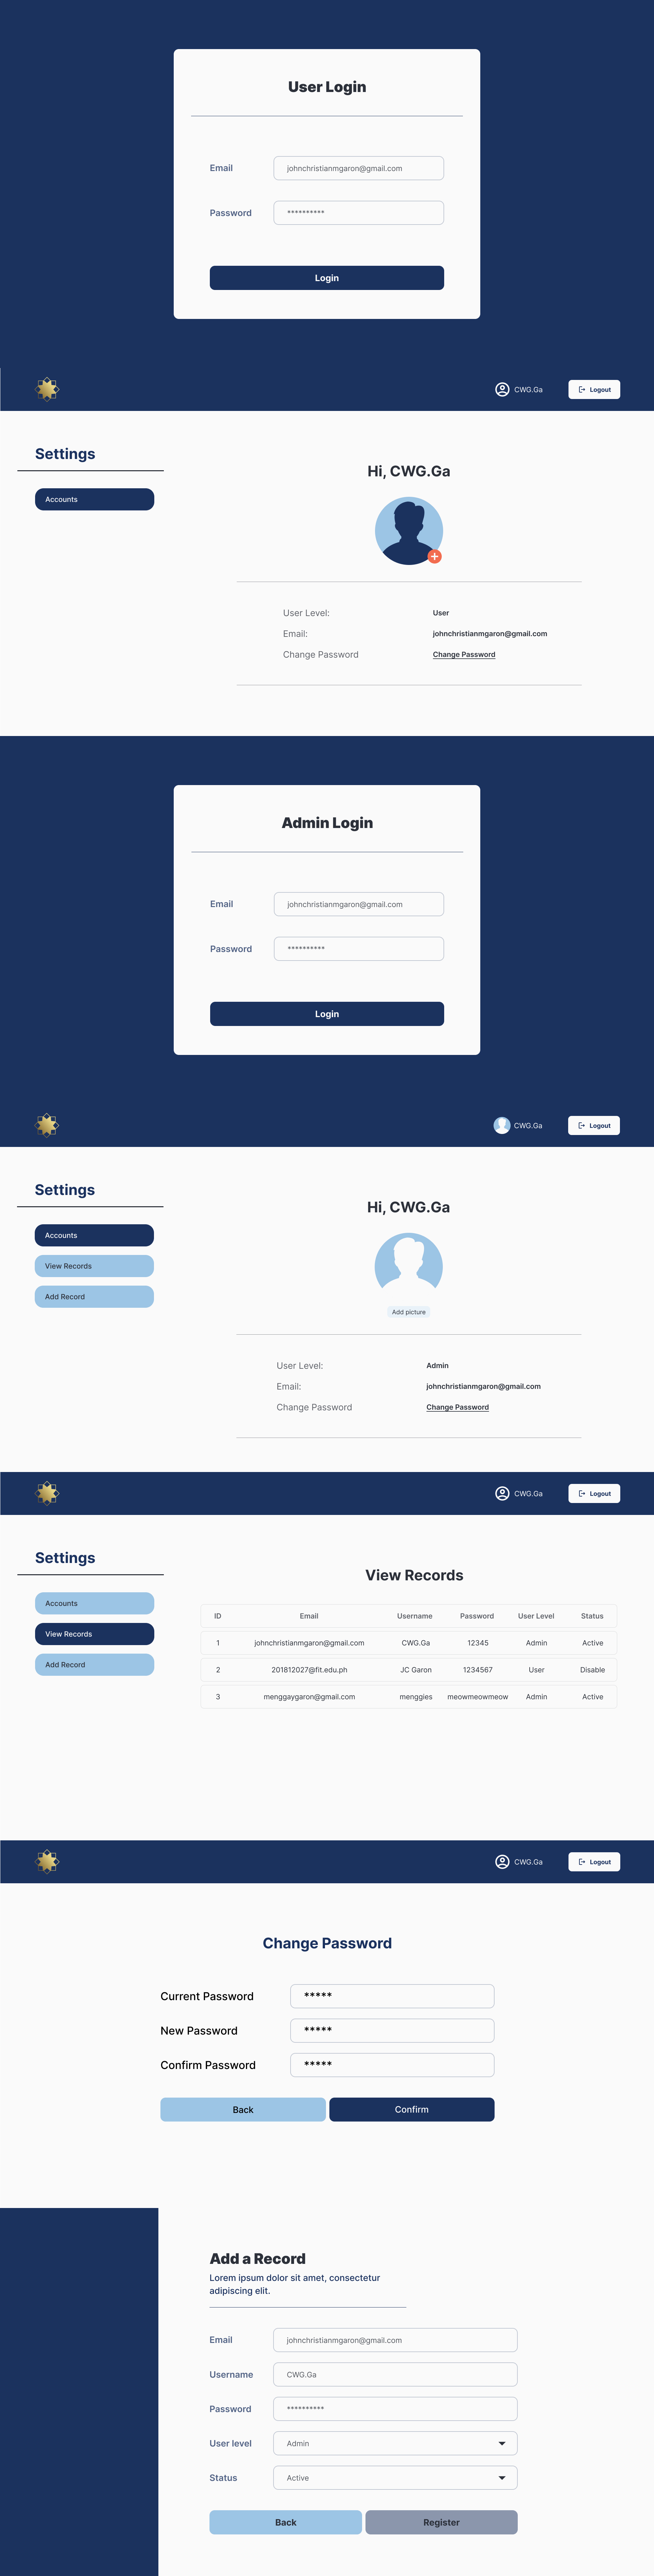 User Login
Email
johnchristianmgaron@gmail.com
Password
**********
Login
CWG.Ga
Logout
Settings
Accounts
Hi, CWG.Ga
User Level:
User
Email:
johnchristianmgaron@gmail.com
Change Password
Change Password
Admin Login
Email
johnchristianmgaron@gmail.com
Password
**********
Login
CWG.Ga
Logout
Settings
Accounts
View Records
Add Record
Hi, CWG.Ga
Add picture
User Level:
Admin
Email:
johnchristianmgaron@gmail.com
Change Password
Change Password
CWG.Ga
Logout
Settings
Accounts
View Records
Add Record
View Records
ID Email Username Password User Level Status
1 johnchristianmgaron@gmail.com CWG.Ga 12345 Admin Active
2 201812027@fit.edu.ph JC Garon 1234567 User Disable
3 menggaygaron@gmail.com menggies meowmeowmeow Admin Active
CWG.Ga
Logout
Change Password
Current Password
*****
New Password
*****
Confirm Password
*****
Back
Confirm
Add a Record
Lorem ipsum dolor sit amet, consectetur
adipiscing elit.
Email
johnchristianmgaron@gmail.com
Username
CWG.Ga
Password
**********
User level
Admin
Status
Active
Back
Register